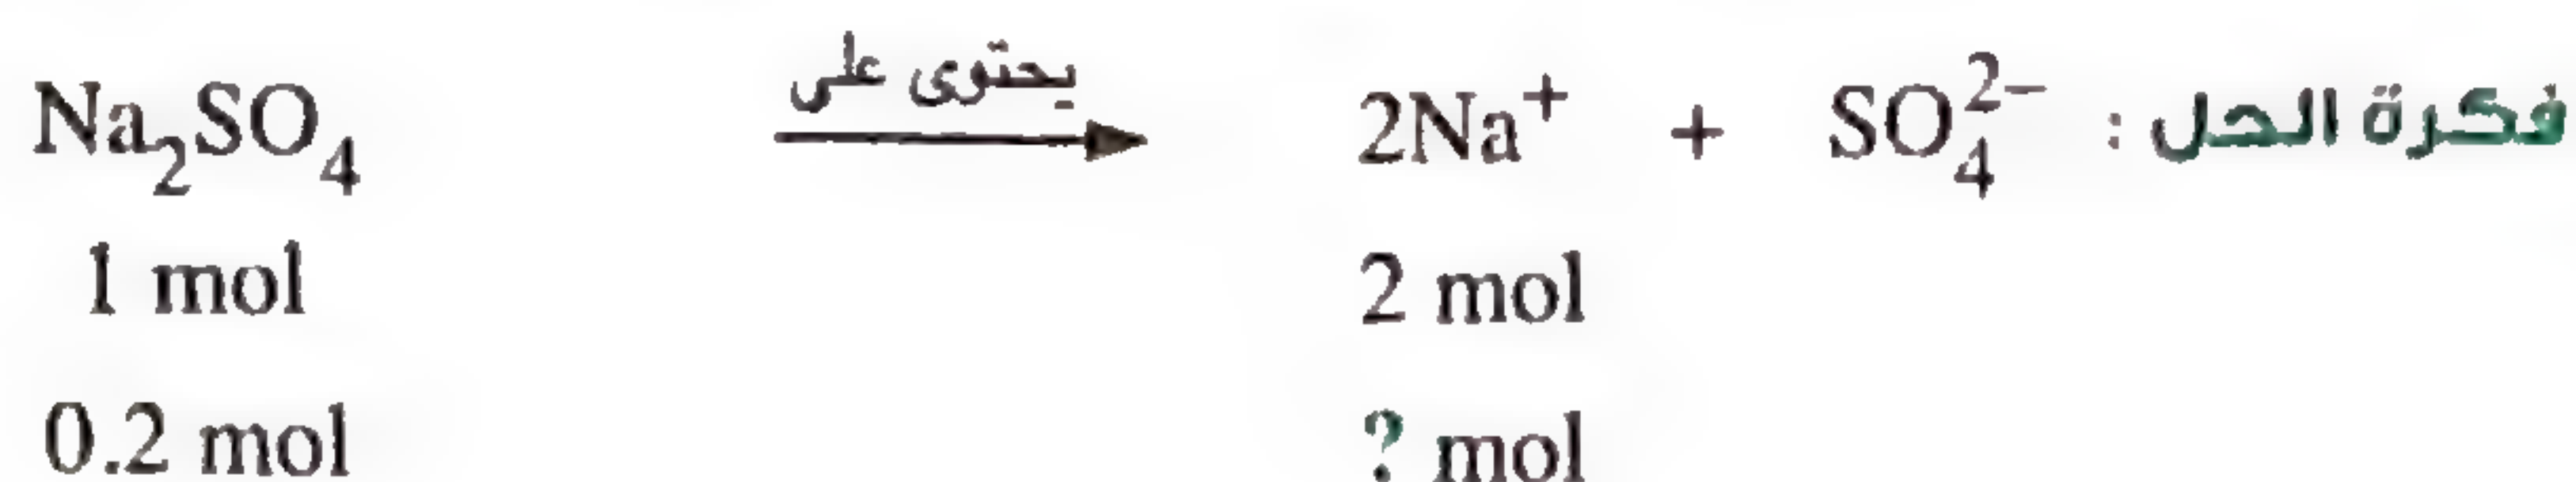 فكرة الحل : Na₂SO₄ يحتوى على → 2Na⁺ + SO₄²⁻
1 mol 2 mol
0.2 mol ? mol